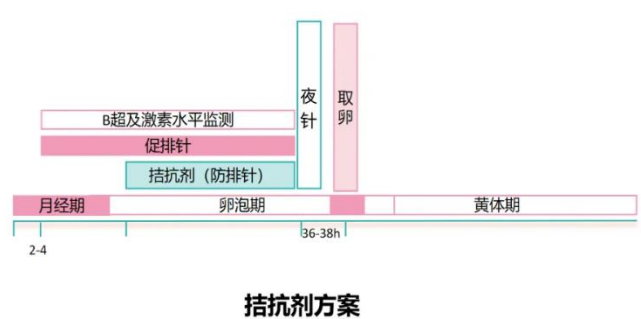 夜针
取卵
B超及激素水平监测
促排针
拮抗剂（防排针）
月经期
卵泡期
黄体期
2-4
36-38h
拮抗剂方案